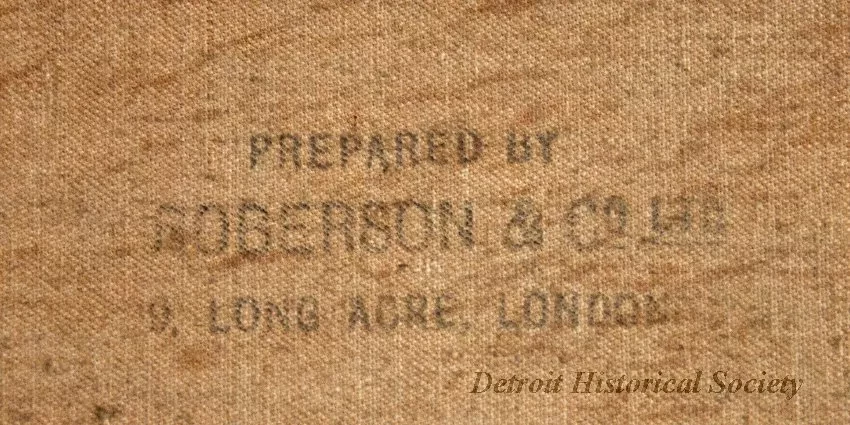 PREPARED BY
ROBERSON & Co LTD
9, LONG ACRE, LONDON.
Detroit Historical Society